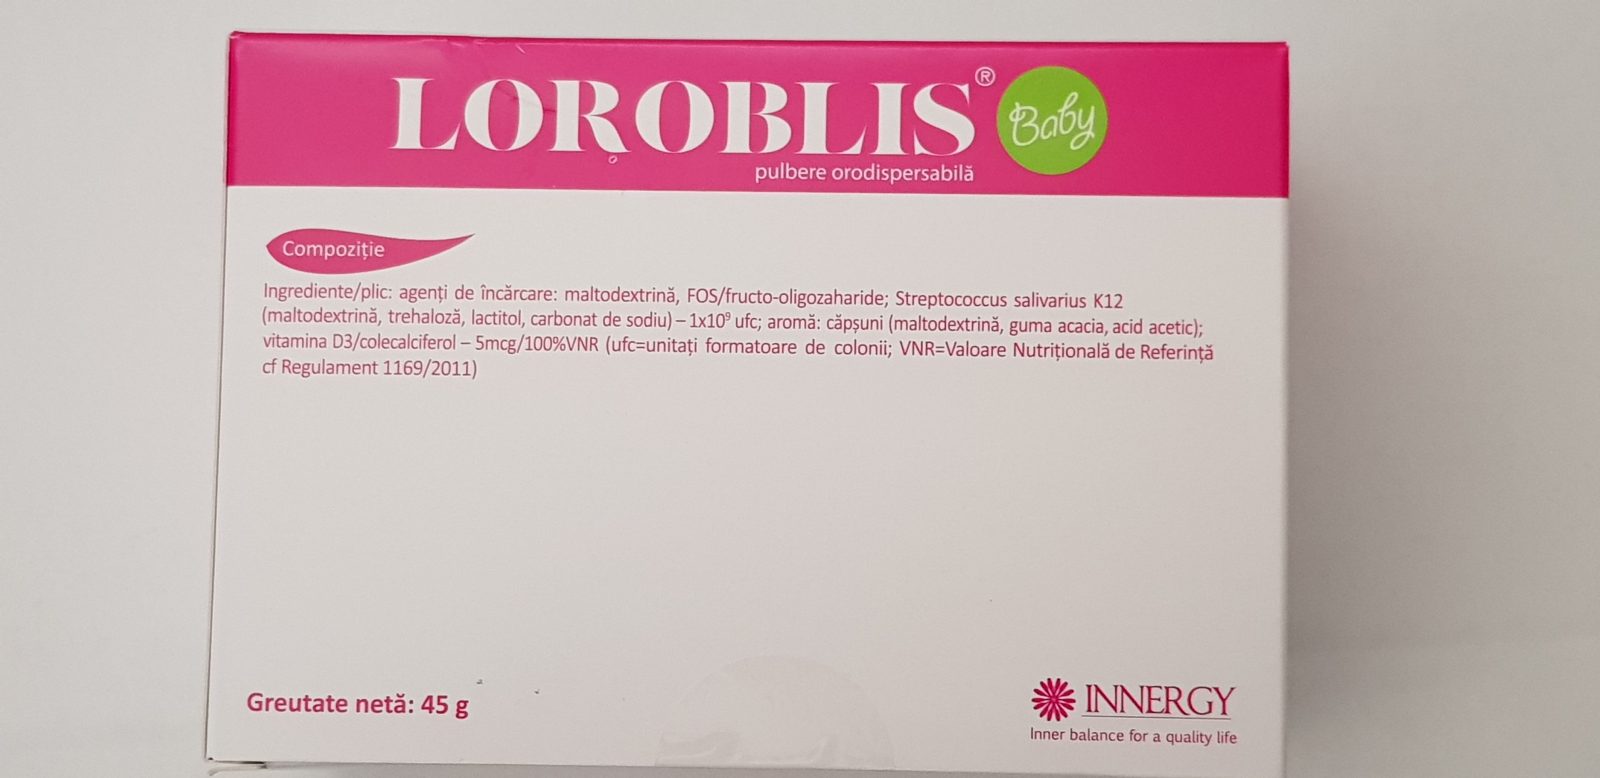 LOROBLIS®
Baby
pulbere orodispersabilă
Compoziție
Ingrediente/plic: agenți de încărcare: maltodextrină, FOS/fructo-oligozaharide; Streptococcus salivarius K12
(maltodextrină, trehaloză, lactitol, carbonat de sodiu) – 1x10⁹ ufc; aromă: căpșuni (maltodextrină, guma acacia, acid acetic);
vitamina D3/colecalciferol – 5mcg/100%VNR (ufc=unitați formatoare de colonii; VNR=Valoare Nutrițională de Referință
cf Regulament 1169/2011)
Greutate netă: 45 g
INNERGY
Inner balance for a quality life